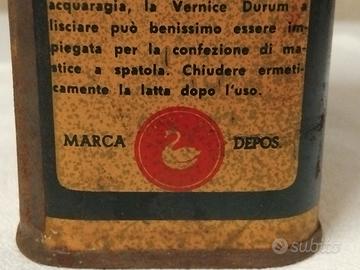 acquaragia, la Vernice Durum a
lisciare può benissimo essere im-
piegata per la confezione di ma-
stice a spatola. Chiudere ermeti-
camente la latta dopo l'uso.
MARCA DEPOS.
subito